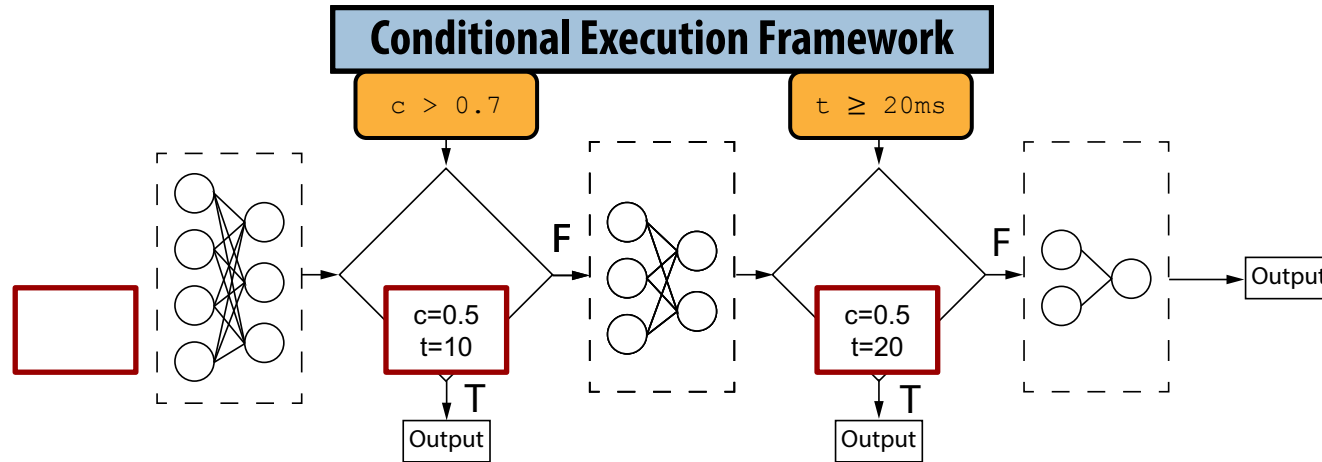 Conditional Execution Framework
c > 0.7
t ≥ 20ms
F
F
c=0.5
t=10
c=0.5
t=20
Output
T
T
Output
Output